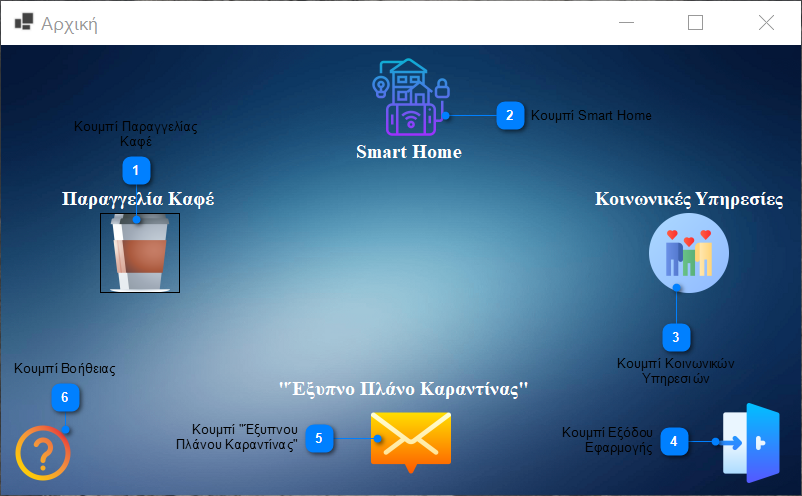 Αρχική
2 Κουμπί Smart Home
Smart Home
Κουμπί Παραγγελίας
Καφέ
1
Παραγγελία Καφέ
Κοινωνικές Υπηρεσίες
3
Κουμπί Κοινωνικών
Υπηρεσιών
Κουμπί Βοήθειας
6
"Έξυπνο Πλάνο Καραντίνας"
Κουμπί "Έξυπνου
Πλάνου Καραντίνας"
5
Κουμπί Εξόδου
Εφαρμογής
4